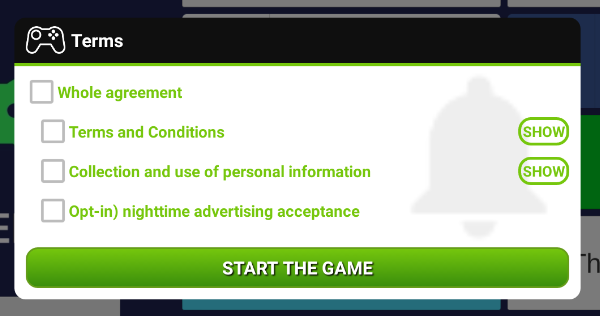 Terms
Whole agreement
Terms and Conditions
SHOW
Collection and use of personal information
SHOW
Opt-in) nighttime advertising acceptance
START THE GAME
Th